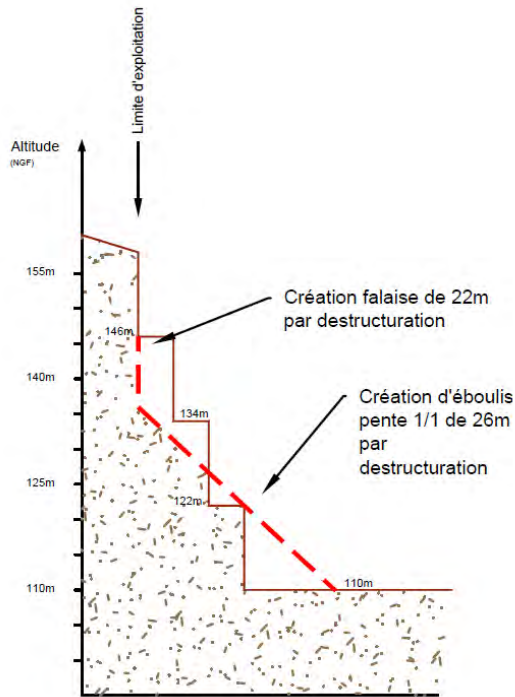 Limite d'exploitation
Altitude
(NGF)
155m
146m
Création falaise de 22m
par destructuration
140m
134m
Création d'éboulis
pente 1/1 de 26m
par
destructuration
125m
122m
110m
110m